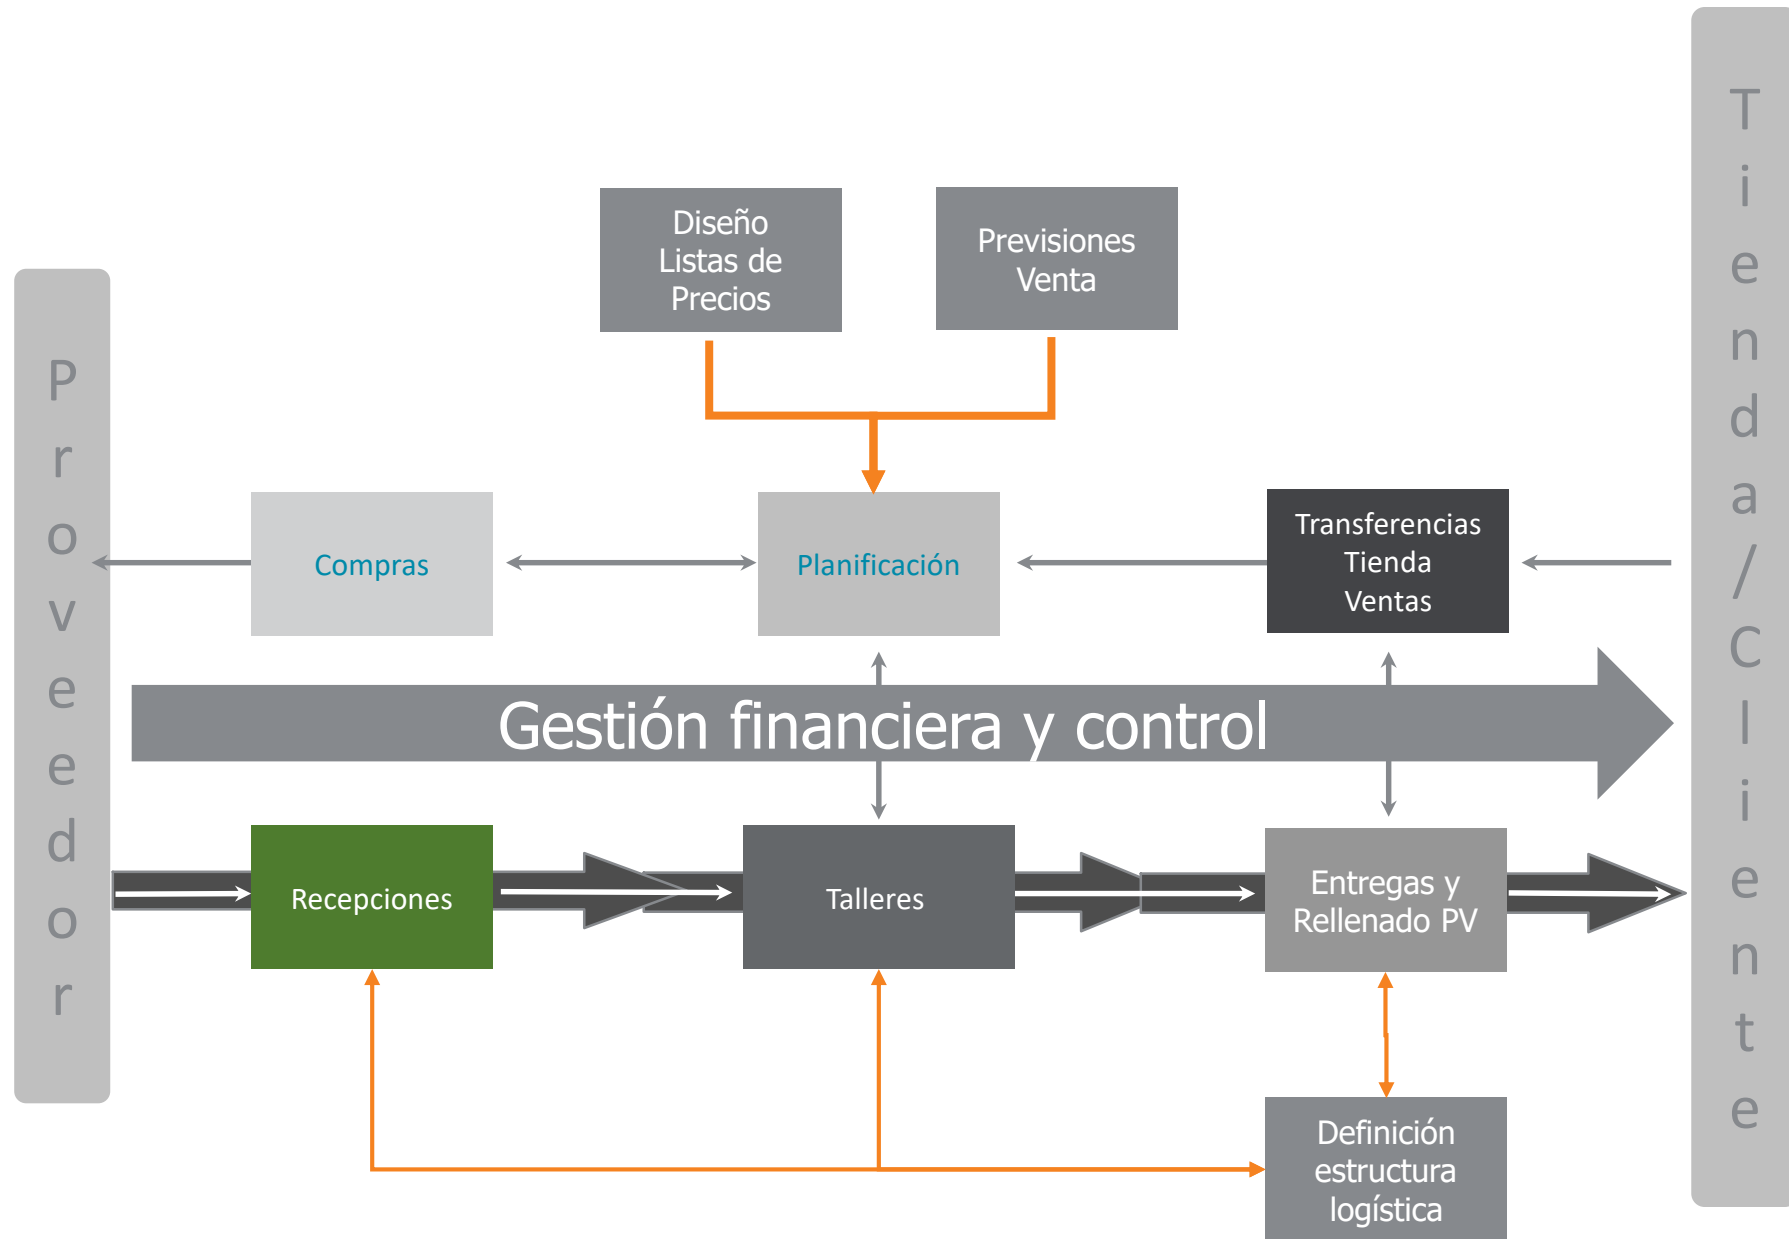 Proveedor
Diseño
Listas de
Precios
Previsiones
Venta
Compras
Planificación
Transferencias
Tienda
Ventas
Gestión financiera y control
Recepciones
Talleres
Entregas y
Rellenado PV
Definición
estructura
logística
Tienda/Cliente